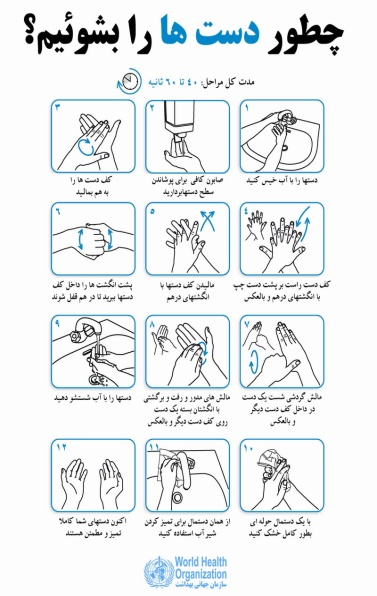 چطور دست ها را بشوئیم؟
مدت کل مراحل: ۴۰ تا ۶۰ ثانیه
۱
دستها را با آب خیس کنید
۲
صابون کافی برای پوشاندن
سطح دستهابردارید
۳
کف دست ها را
به هم بمالید
۴
کف دست راست بر پشت دست چپ
با انگشتهای درهم و بالعکس
۵
مالیدن کف دستها با
انگشتهای درهم
۶
پشت انگشت ها را داخل کف
دستها ببرید تا در هم قفل شوند
۷
مالش گردشی شست یک دست
در داخل کف دست دیگر
و بالعکس
۸
مالش های مدور و رفت و برگشتی
با انگشتان بسته یک دست
روی کف دست دیگر و بالعکس
۹
دستها را با آب شستشو دهید
۱۰
با یک دستمال حوله ای
بطور کامل خشک کنید
۱۱
از همان دستمال برای تمیز کردن
شیر آب استفاده کنید
۱۲
اکنون دستهای شما کاملا
تمیز و مطمئن هستند
World Health
Organization
سازمان جهانی بهداشت